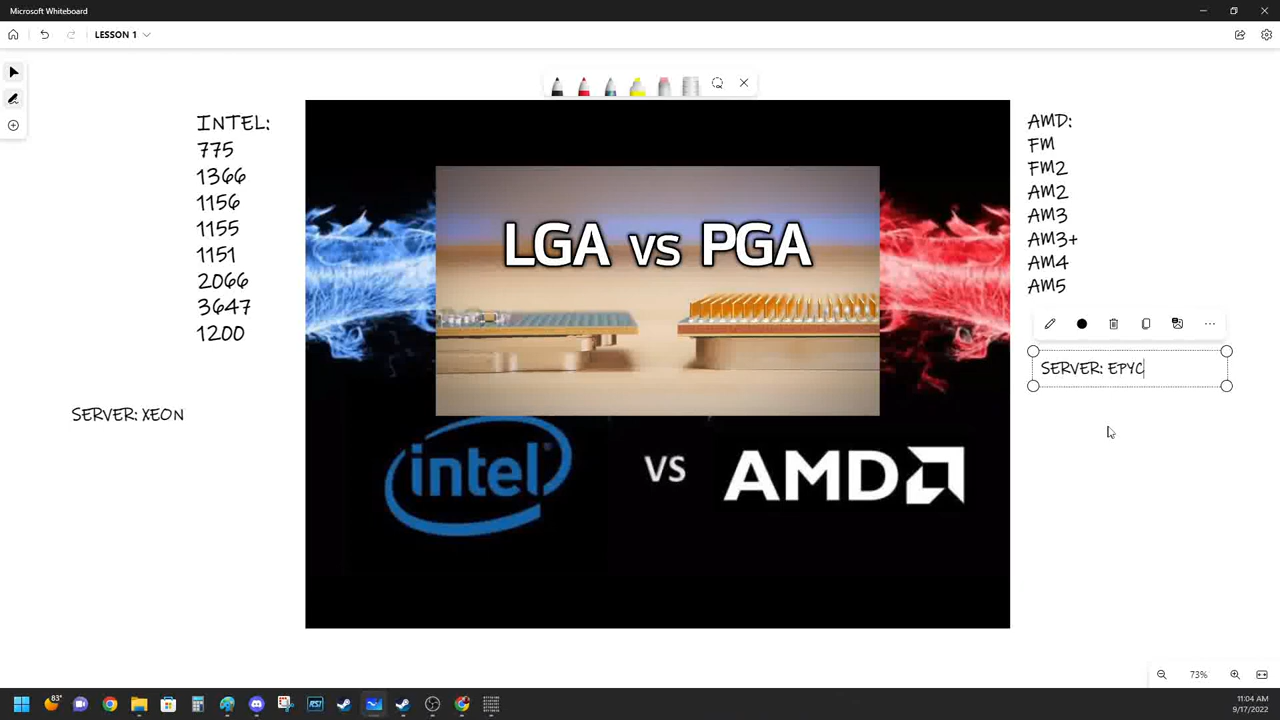 Microsoft Whiteboard
LESSON 1
INTEL:
775
1366
1156
1155
1151
2066
3647
1200
SERVER: XEON
LGA vs PGA
intel®
VS
AMD
AMD:
FM
FM2
AM2
AM3
AM3+
AM4
AM5
SERVER: EPYC
73%
83°
RSI
11:04 AM
9/17/2022